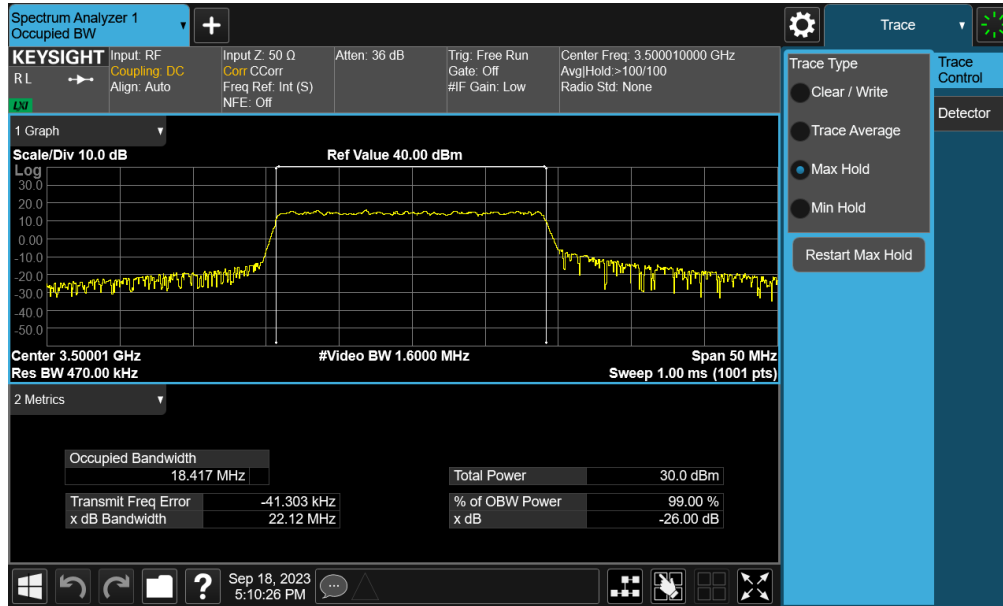 Spectrum Analyzer 1
Occupied BW
+
Trace
KEYSIGHT
R L
LXI
Input: RF
Coupling: DC
Align: Auto
Input Z: 50 Ω
Corr CCorr
Freq Ref: Int (S)
NFE: Off
Atten: 36 dB
Trig: Free Run
Gate: Off
#IF Gain: Low
Center Freq: 3.500010000 GHz
Avg|Hold:>100/100
Radio Std: None
Trace Type
Clear / Write
Trace Average
Max Hold
Min Hold
Restart Max Hold
Trace
Control
Detector
1 Graph
Scale/Div 10.0 dB
Ref Value 40.00 dBm
Log
30.0
20.0
10.0
0.00
-10.0
-20.0
-30.0
-40.0
-50.0
Center 3.50001 GHz
#Video BW 1.6000 MHz
Span 50 MHz
Res BW 470.00 kHz
Sweep 1.00 ms (1001 pts)
2 Metrics
Occupied Bandwidth
18.417 MHz
Total Power 30.0 dBm
Transmit Freq Error -41.303 kHz
% of OBW Power 99.00 %
x dB Bandwidth 22.12 MHz
x dB -26.00 dB
?
Sep 18, 2023
5:10:26 PM